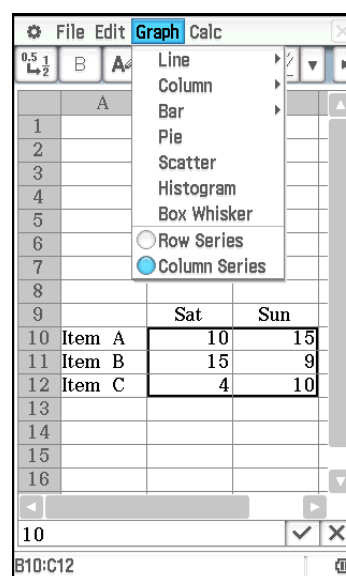 File Edit Graph Calc
0.5 1 2 B A
Line
Column
Bar
Pie
Scatter
Histogram
Box Whisker
Row Series
Column Series
A
1
2
3
4
5
6
7
8
9 Sat Sun
10 Item A 10 15
11 Item B 15 9
12 Item C 4 10
13
14
15
16
10
B10:C12